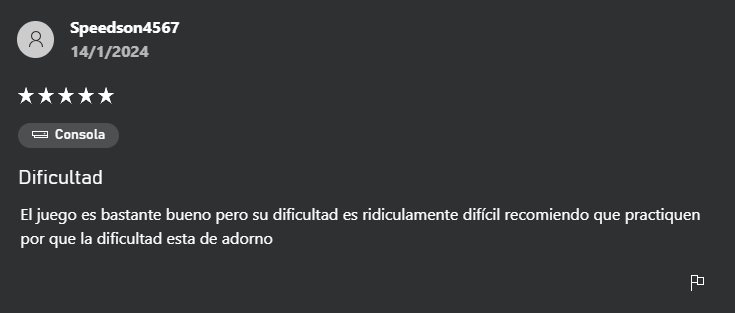 Speedson4567
14/1/2024
Consola
Dificultad
El juego es bastante bueno pero su dificultad es ridiculamente difícil recomiendo que practiquen
por que la dificultad esta de adorno